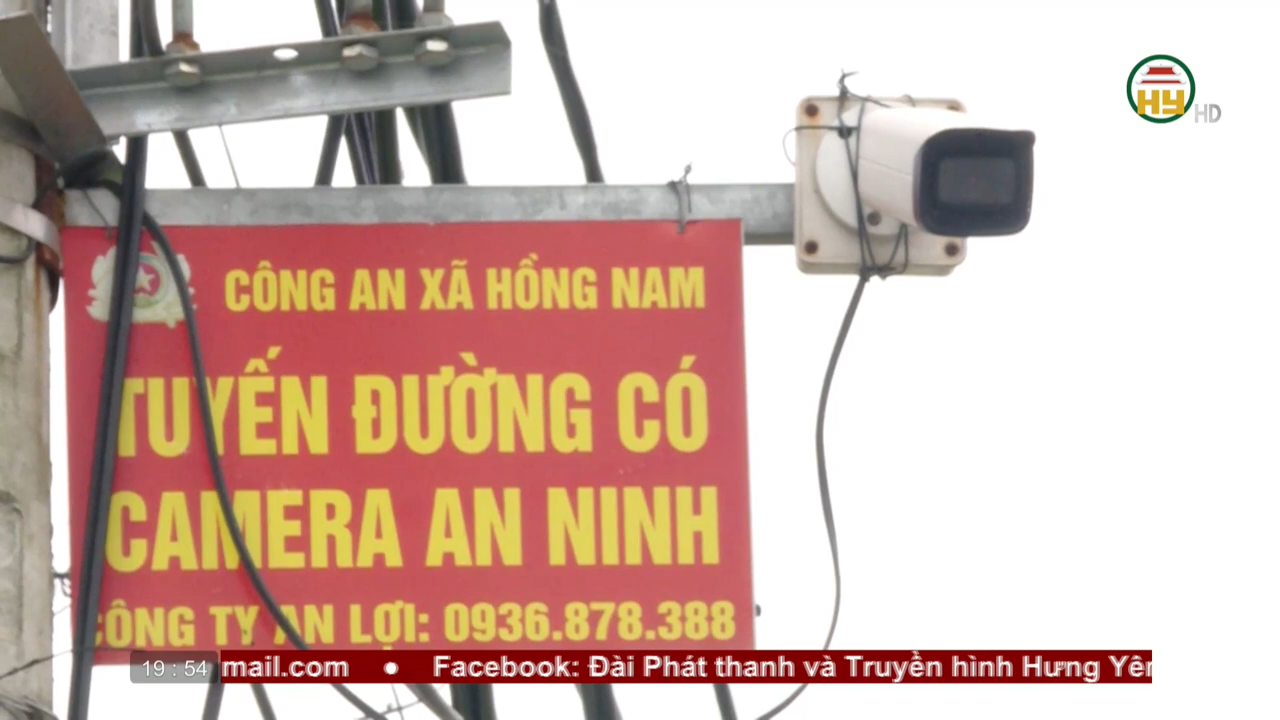 HY HD
CÔNG AN XÃ HỒNG NAM
TUYẾN ĐƯỜNG CÓ
CAMERA AN NINH
CÔNG TY AN LỢI: 0936.878.388
19 : 54 mail.com • Facebook: Đài Phát thanh và Truyền hình Hưng Yên